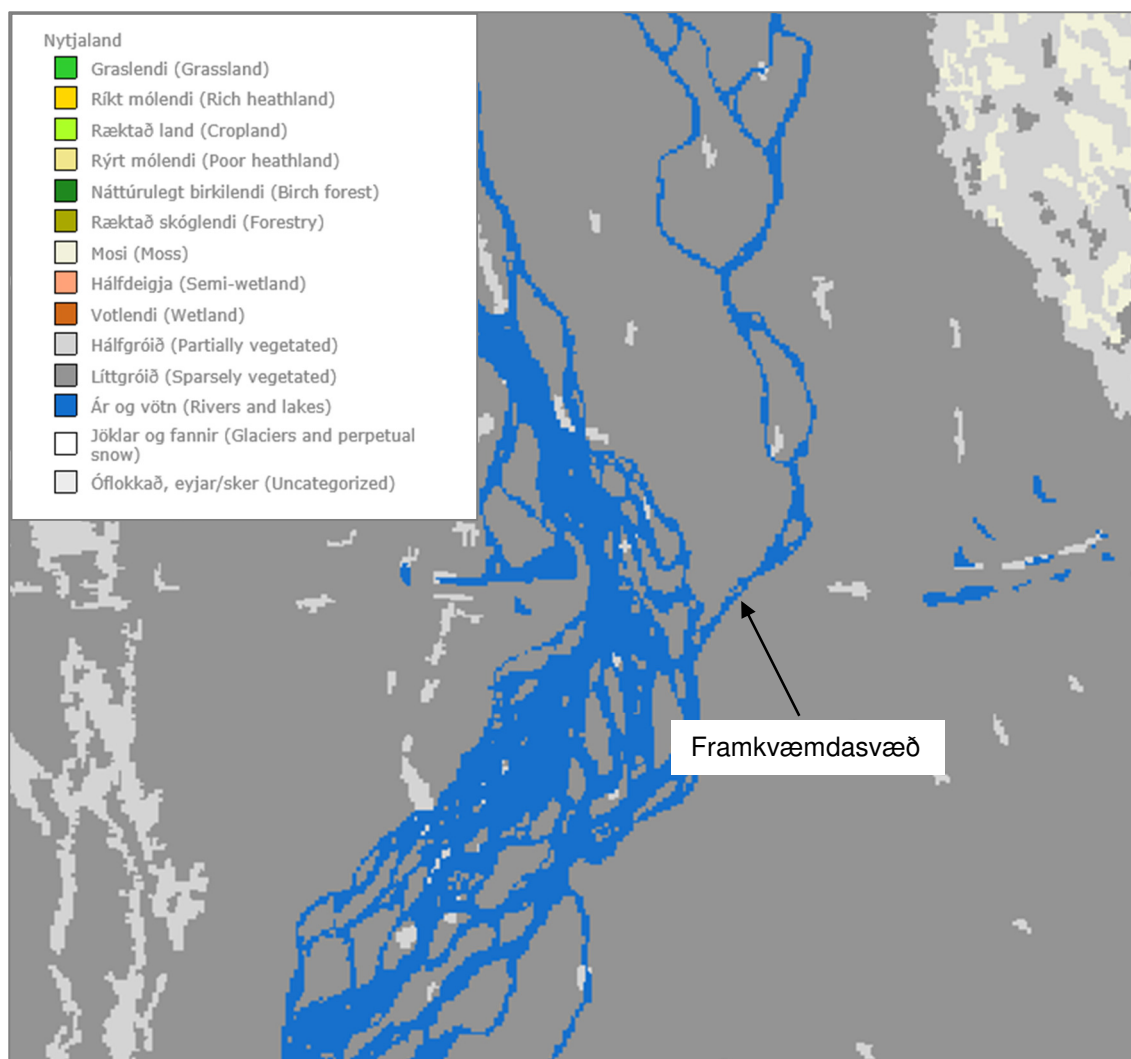 Nytjaland
Graslendi (Grassland)
Ríkt mólendi (Rich heathland)
Ræktað land (Cropland)
Rýrt mólendi (Poor heathland)
Náttúrulegt birkilendi (Birch forest)
Ræktað skóglendi (Forestry)
Mosi (Moss)
Hálfdeigja (Semi-wetland)
Votlendi (Wetland)
Hálfgróið (Partially vegetated)
Líttgróið (Sparsely vegetated)
Ár og vötn (Rivers and lakes)
Jöklar og fannir (Glaciers and perpetual
snow)
Óflokkað, eyjar/sker (Uncategorized)
Framkvæmdasvæð